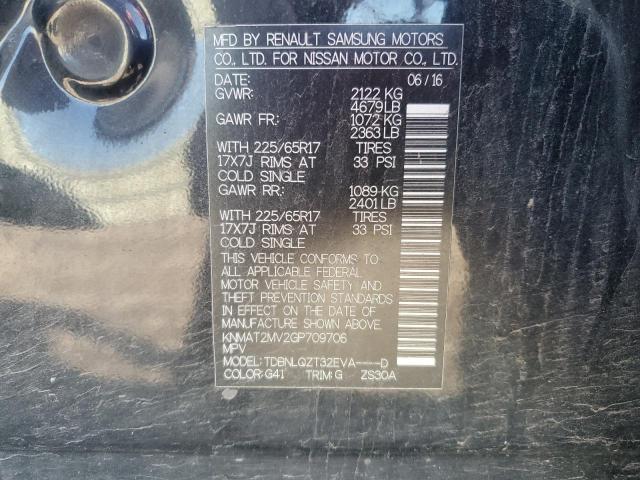 MFD BY RENAULT SAMSUNG MOTORS
CO., LTD. FOR NISSAN MOTOR CO., LTD.
DATE: 06/16
GVWR: 2122 KG
4679LB
GAWR FR: 1072 KG
2363 LB
WITH 225/65R17 TIRES
17X7J RIMS AT 33 PSI
COLD SINGLE
GAWR RR: 1089 KG
2401 LB
WITH 225/65R17 TIRES
17X7J RIMS AT 33 PSI
COLD SINGLE
THIS VEHICLE CONFORMS TO
ALL APPLICABLE FEDERAL
MOTOR VEHICLE SAFETY AND
THEFT PREVENTION STANDARDS
IN EFFECT ON THE DATE OF
MANUFACTURE SHOWN ABOVE.
KNMAT2MV2GP709706
MPV
MODEL: TDBNLQZT32EVA----D
COLOR:G41 TRIM:G ZS30A